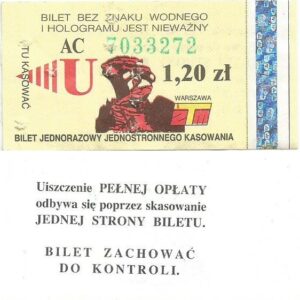 BILET BEZ ZNAKU WODNEGO
I HOLOGRAMU JEST NIEWAŻNY
AC 7033272
TU KASOWAĆ
U
1,20 zł
WARSZAWA
ZTM
BILET JEDNORAZOWY JEDNOSTRONNEGO KASOWANIA
Uiszczenie PEŁNEJ OPŁATY
odbywa się poprzez skasowanie
JEDNEJ STRONY BILETU.
BILET ZACHOWAĆ
DO KONTROLI.